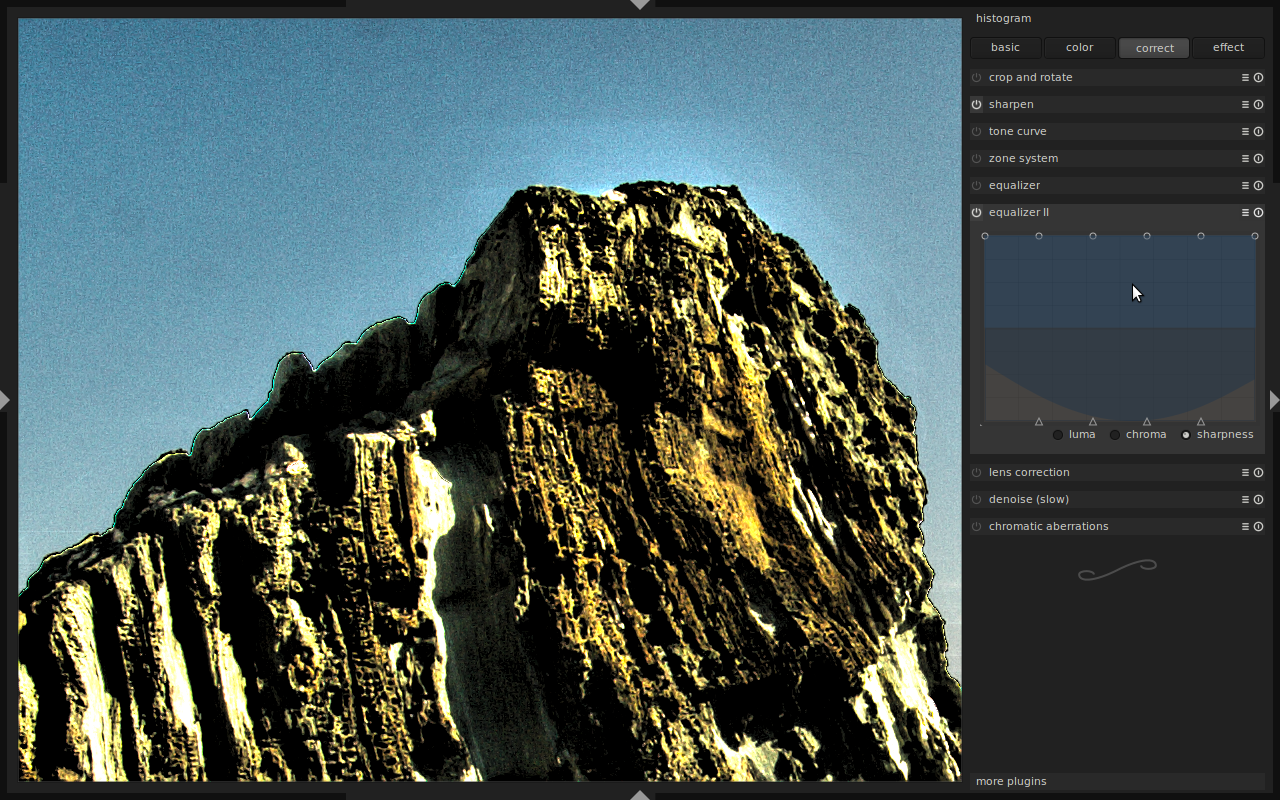 histogram
basic color correct effect
crop and rotate
sharpen
tone curve
zone system
equalizer
equalizer II
luma chroma sharpness
lens correction
denoise (slow)
chromatic aberrations
more plugins